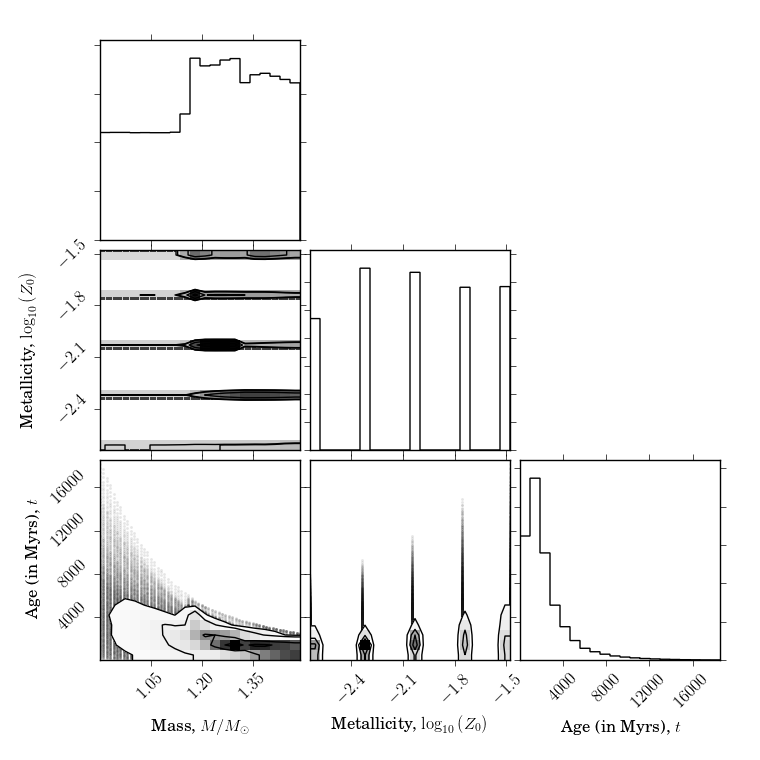 −1.5
−1.8
−2.1
−2.4
Metallicity, log₁₀ (Z₀)
16000
12000
8000
4000
Age (in Myrs), t
1.05 1.20 1.35
−2.4 −2.1 −1.8 −1.5
4000 8000 12000 16000
Mass, M/M⊙
Metallicity, log₁₀ (Z₀)
Age (in Myrs), t